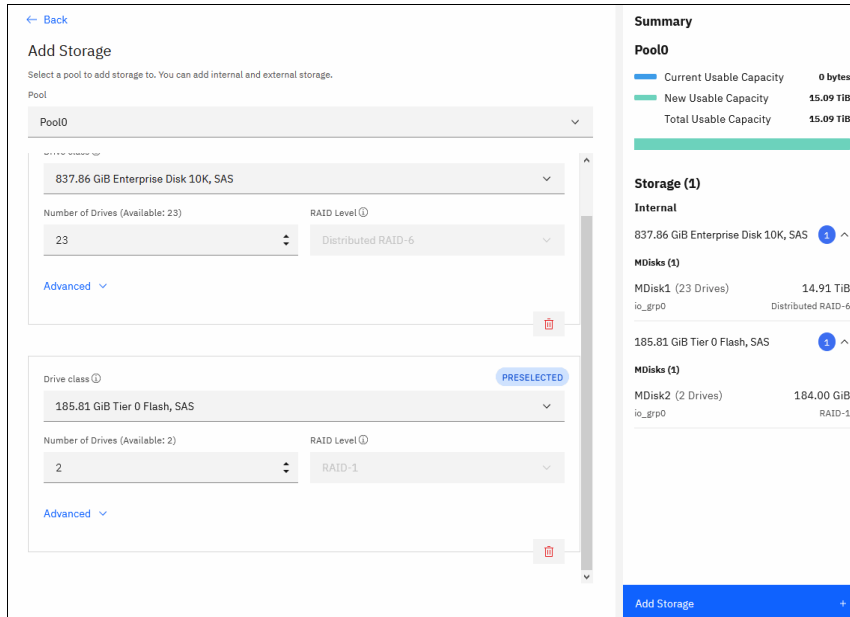 ← Back
Add Storage
Select a pool to add storage to. You can add internal and external storage.
Pool
Pool0
837.86 GiB Enterprise Disk 10K, SAS
Number of Drives (Available: 23)
RAID Level
23
Distributed RAID-6
Advanced
Drive class
PRESELECTED
185.81 GiB Tier 0 Flash, SAS
Number of Drives (Available: 2)
RAID Level
2
RAID-1
Advanced
Summary
Pool0
Current Usable Capacity 0 bytes
New Usable Capacity 15.09 TiB
Total Usable Capacity 15.09 TiB
Storage (1)
Internal
837.86 GiB Enterprise Disk 10K, SAS 1
MDisks (1)
MDisk1 (23 Drives) 14.91 TiB
io_grp0 Distributed RAID-6
185.81 GiB Tier 0 Flash, SAS 1
MDisks (1)
MDisk2 (2 Drives) 184.00 GiB
io_grp0 RAID-1
Add Storage +